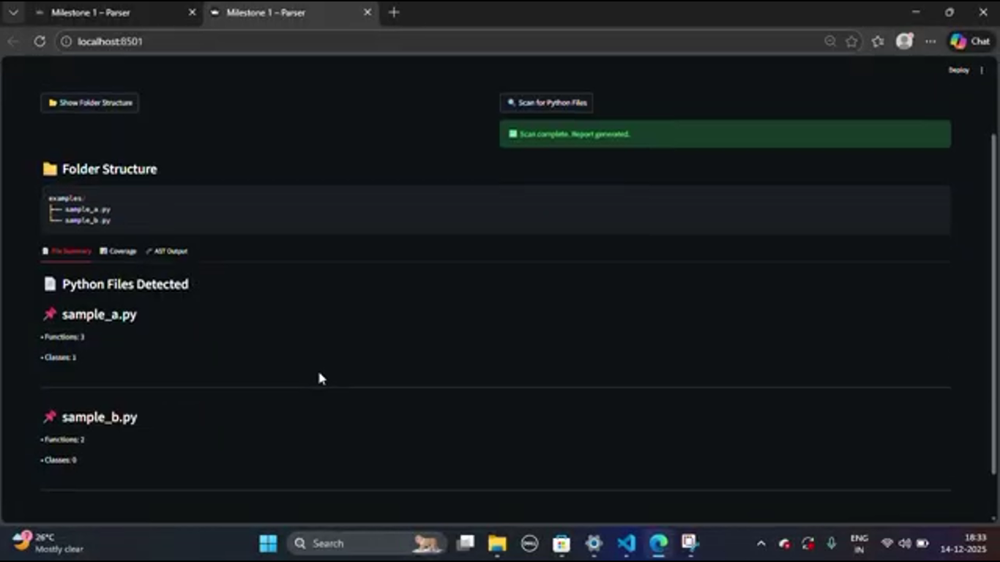 Milestone 1 – Parser
Milestone 1 – Parser
localhost:8501
Chat
Deploy
Show Folder Structure
Scan for Python Files
Scan complete. Report generated.
Folder Structure
examples/
├── sample_a.py
└── sample_b.py
File Summary Coverage AST Output
Python Files Detected
sample_a.py
• Functions: 3
• Classes: 1
sample_b.py
• Functions: 2
• Classes: 0
26°C
Mostly clear
Search
DELL
ENG
IN
18:33
14-12-2025